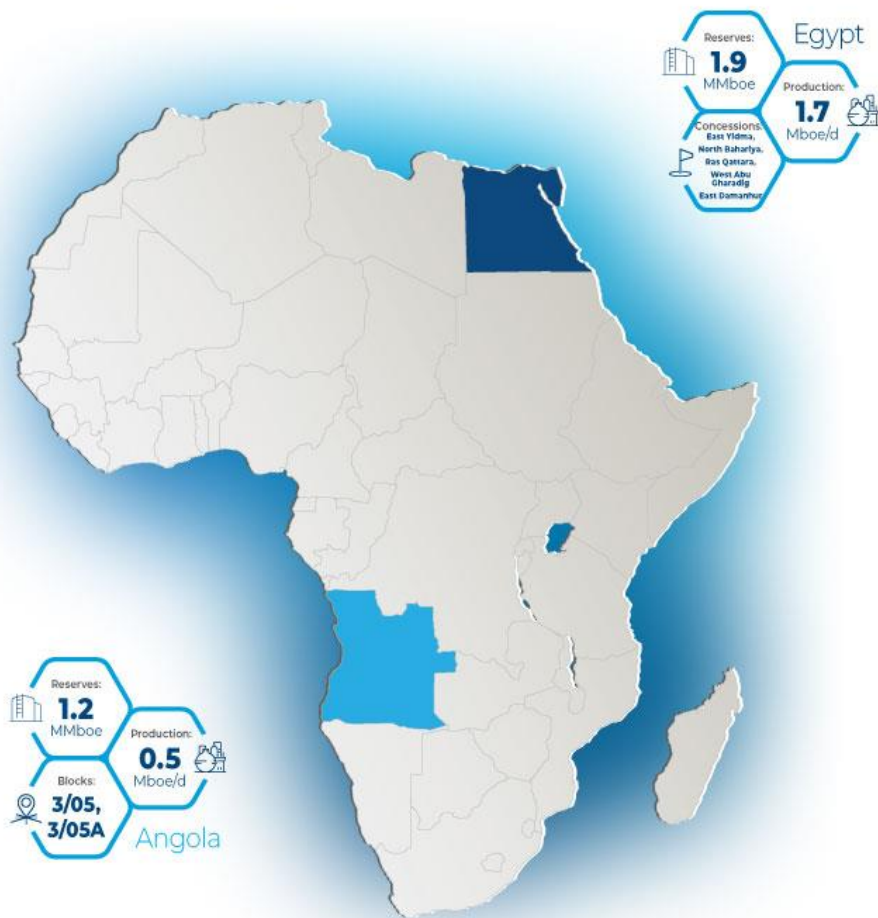 Egypt
Reserves:
1.9
MMboe
Production:
1.7
Mboe/d
Concessions:
East Yidma,
North Bahariya,
Ras Qattara,
West Abu
Gharadig
East Damanhur
Reserves:
1.2
MMboe
Production:
0.5
Mboe/d
Blocks:
3/05,
3/05A
Angola